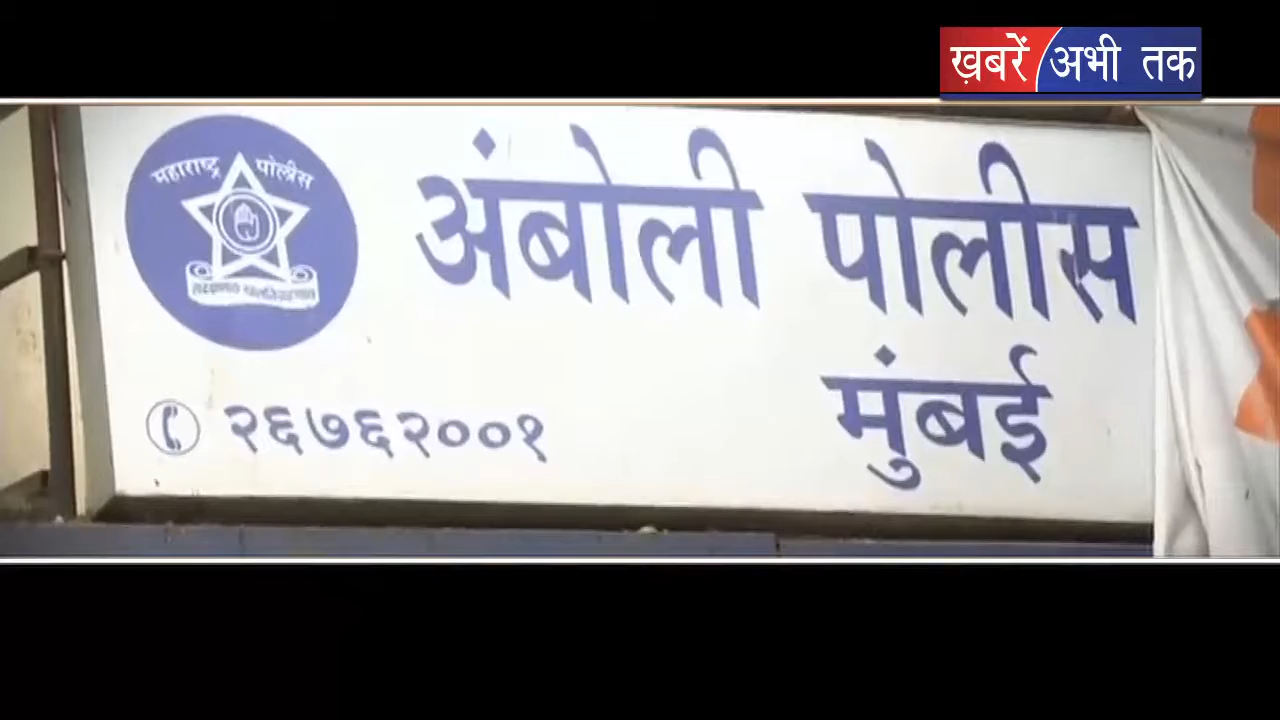 ख़बरें अभी तक
महाराष्ट्र पोलीस
अंबोली पोलीस
मुंबई
२६७६२००१